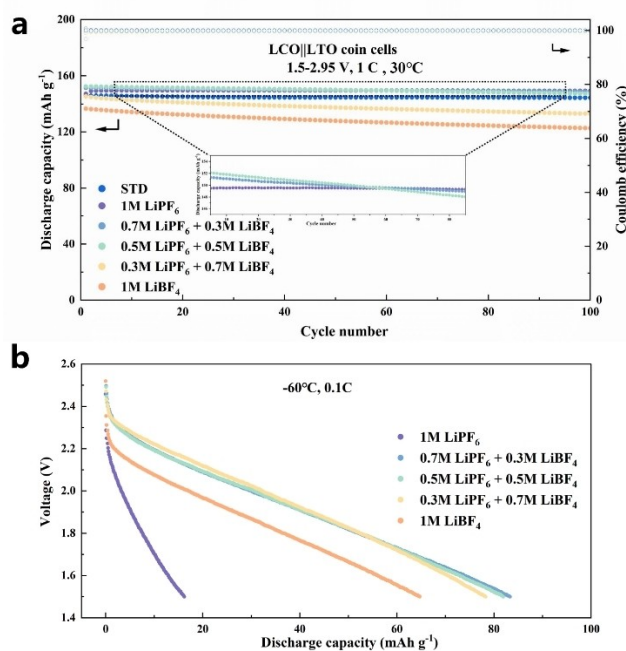 a
LCO||LTO coin cells
1.5-2.95 V, 1 C , 30°C
Discharge capacity (mAh g⁻¹)
200
160
120
80
40
0
Coulomb efficiency (%)
100
80
60
40
20
0
Discharge capacity (mAh g⁻¹)
Cycle number
STD
1M LiPF₆
0.7M LiPF₆ + 0.3M LiBF₄
0.5M LiPF₆ + 0.5M LiBF₄
0.3M LiPF₆ + 0.7M LiBF₄
1M LiBF₄
0 20 40 60 80 100
Cycle number
b
-60°C, 0.1C
Voltage (V)
2.6
2.4
2.2
2.0
1.8
1.6
1.4
1M LiPF₆
0.7M LiPF₆ + 0.3M LiBF₄
0.5M LiPF₆ + 0.5M LiBF₄
0.3M LiPF₆ + 0.7M LiBF₄
1M LiBF₄
0 20 40 60 80 100
Discharge capacity (mAh g⁻¹)